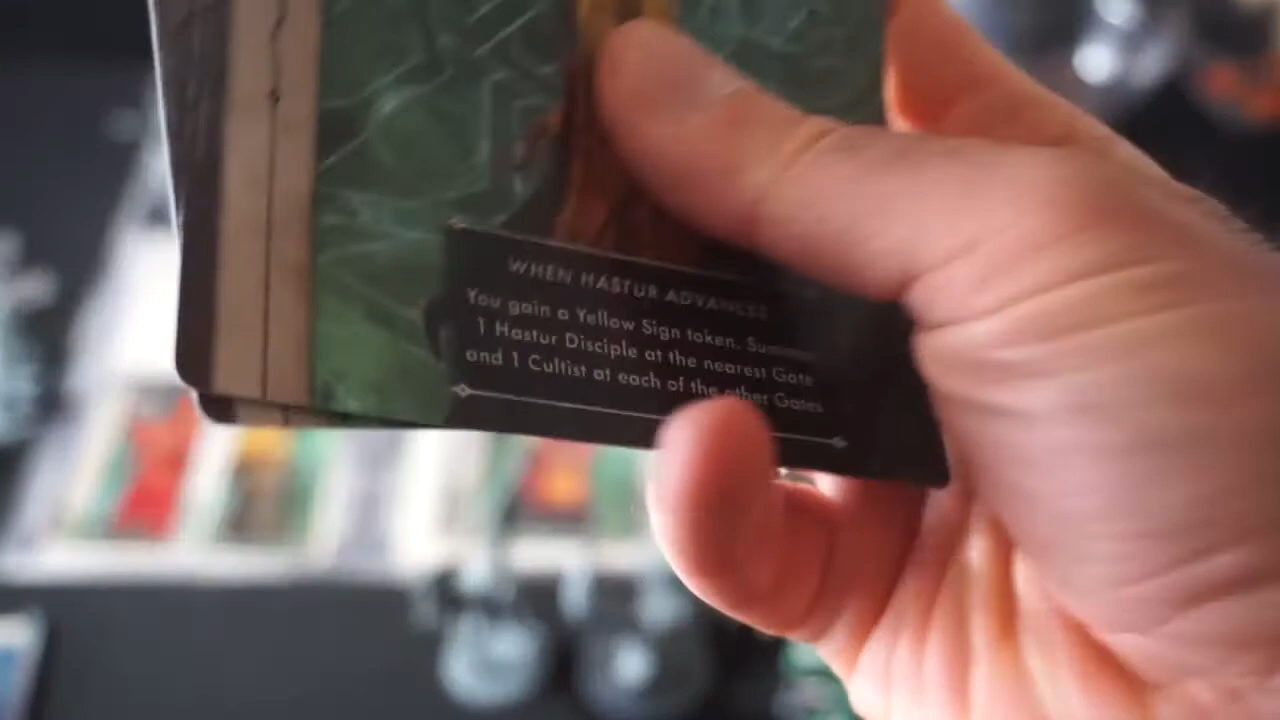 WHEN HASTUR ADVANCES
You gain a Yellow Sign token. Summon
1 Hastur Disciple at the nearest Gate
and 1 Cultist at each of the other Gates